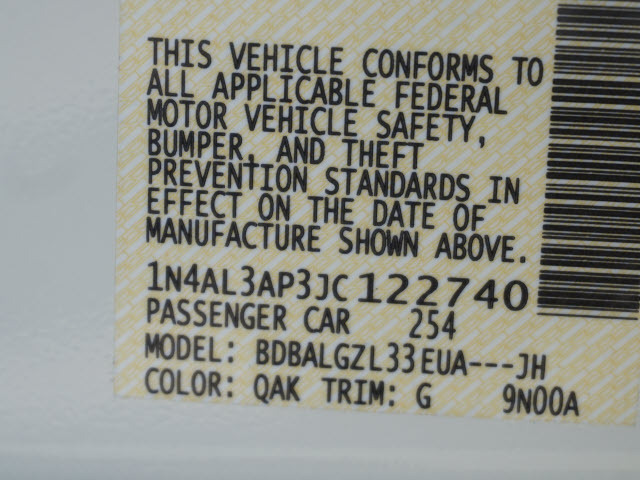 THIS VEHICLE CONFORMS TO
ALL APPLICABLE FEDERAL
MOTOR VEHICLE SAFETY,
BUMPER, AND THEFT
PREVENTION STANDARDS IN
EFFECT ON THE DATE OF
MANUFACTURE SHOWN ABOVE.
1N4AL3AP3JC122740
PASSENGER CAR 254
MODEL: BDBALGZL33EUA---JH
COLOR: QAK TRIM: G 9N00A